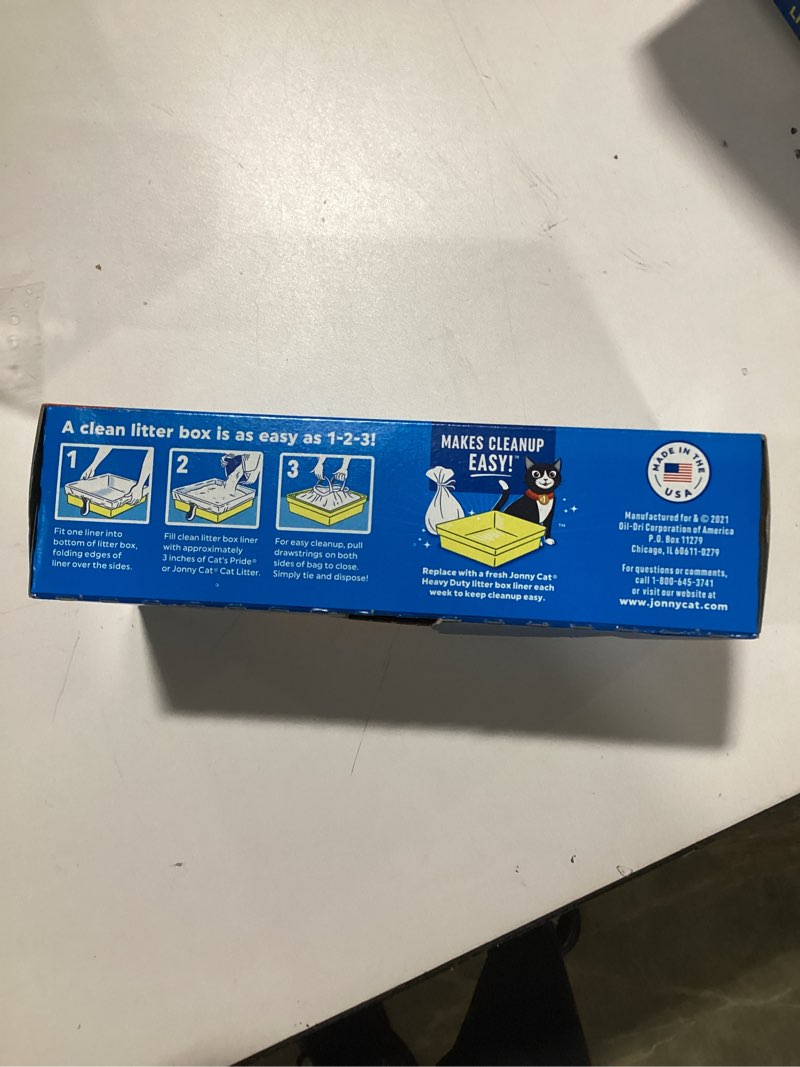 A clean litter box is as easy as 1-2-3!
1
Fit one liner into
bottom of litter box,
folding edges of
liner over the sides.
2
Fill clean litter box liner
with approximately
3 inches of Cat's Pride®
or Jonny Cat® Cat Litter.
3
For easy cleanup, pull
drawstrings on both
sides of bag to close.
Simply tie and dispose!
MAKES CLEANUP
EASY!
TM
Replace with a fresh Jonny Cat®
Heavy Duty litter box liner each
week to keep cleanup easy.
MADE IN THE
USA
Manufactured for & © 2021
Oil-Dri Corporation of America
P.O. Box 11279
Chicago, IL 60611-0279
For questions or comments,
call 1-800-645-3741
or visit our website at
www.jonnycat.com